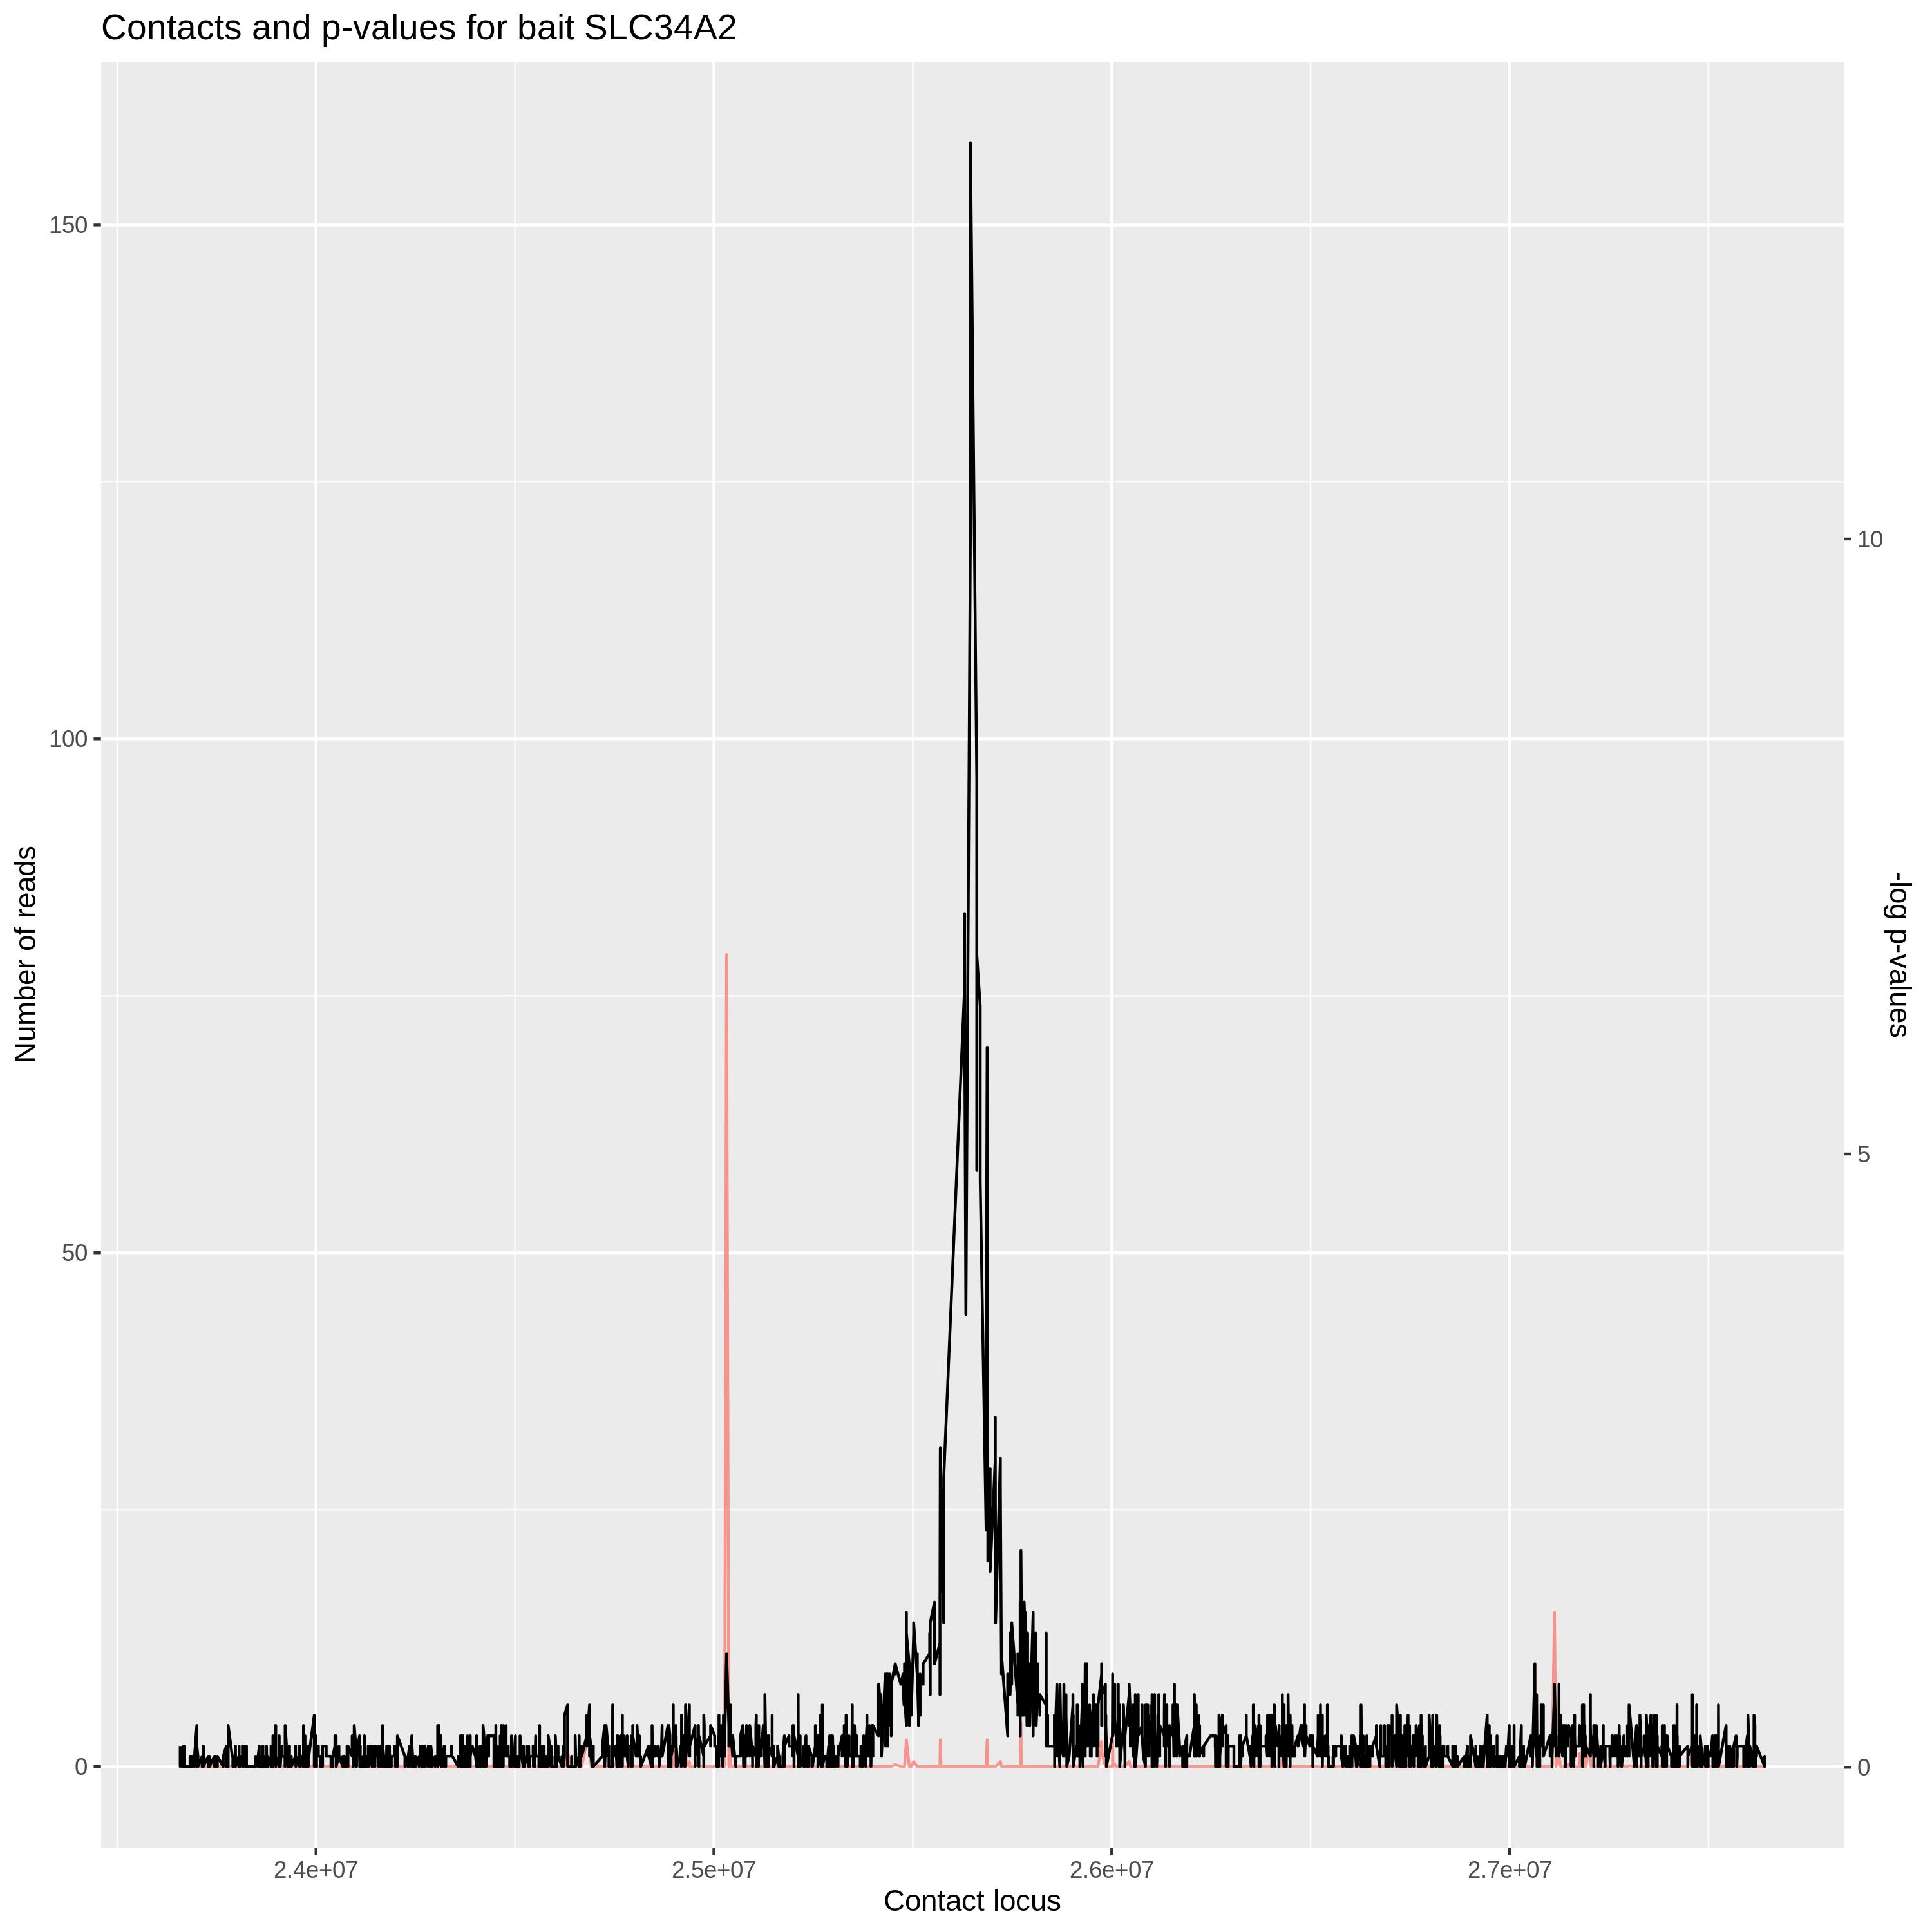 Contacts and p-values for bait SLC34A2
150
100
50
0
Number of reads
10
5
0
-log p-values
2.4e+07
2.5e+07
2.6e+07
2.7e+07
Contact locus